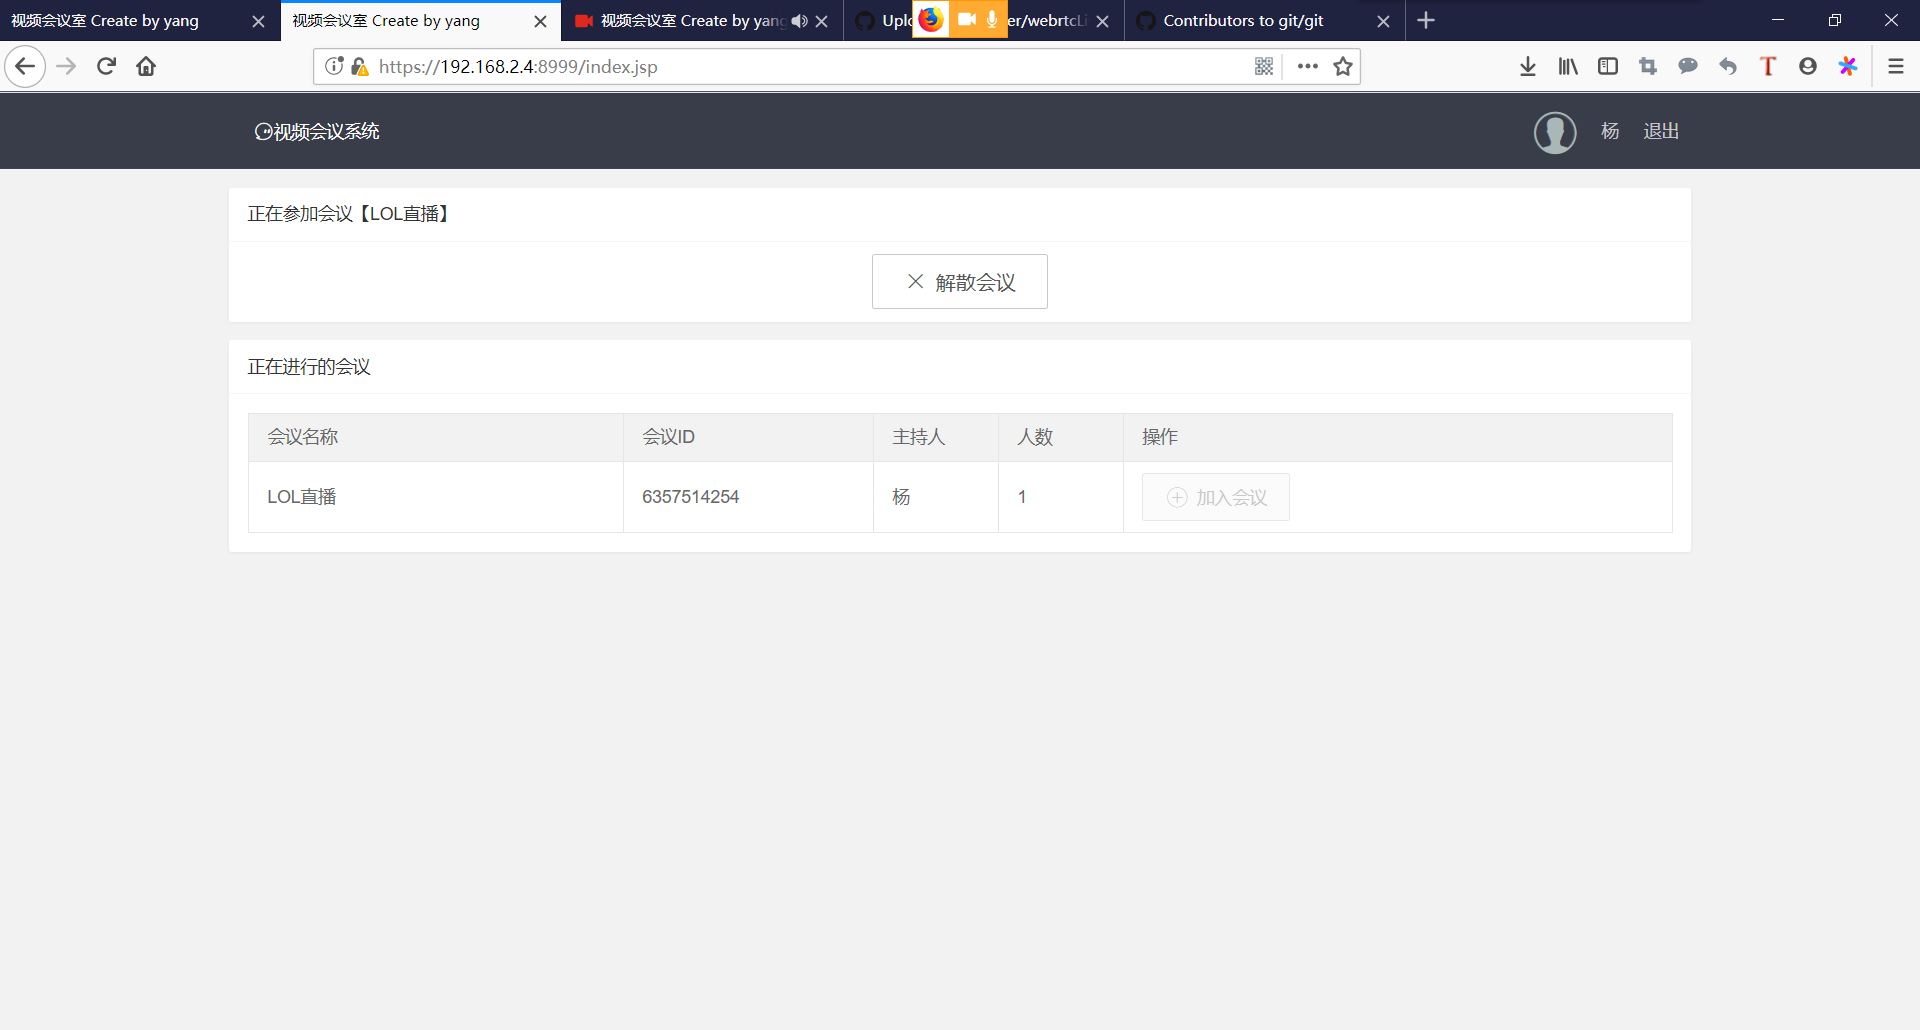 视频会议室 Create by yang
视频会议室 Create by yang
视频会议室 Create by yang
Uplo
er/webrtcLi
Contributors to git/git
https://192.168.2.4:8999/index.jsp
视频会议系统
杨
退出
正在参加会议【LOL直播】
解散会议
正在进行的会议
会议名称 会议ID 主持人 人数 操作
LOL直播 6357514254 杨 1 加入会议